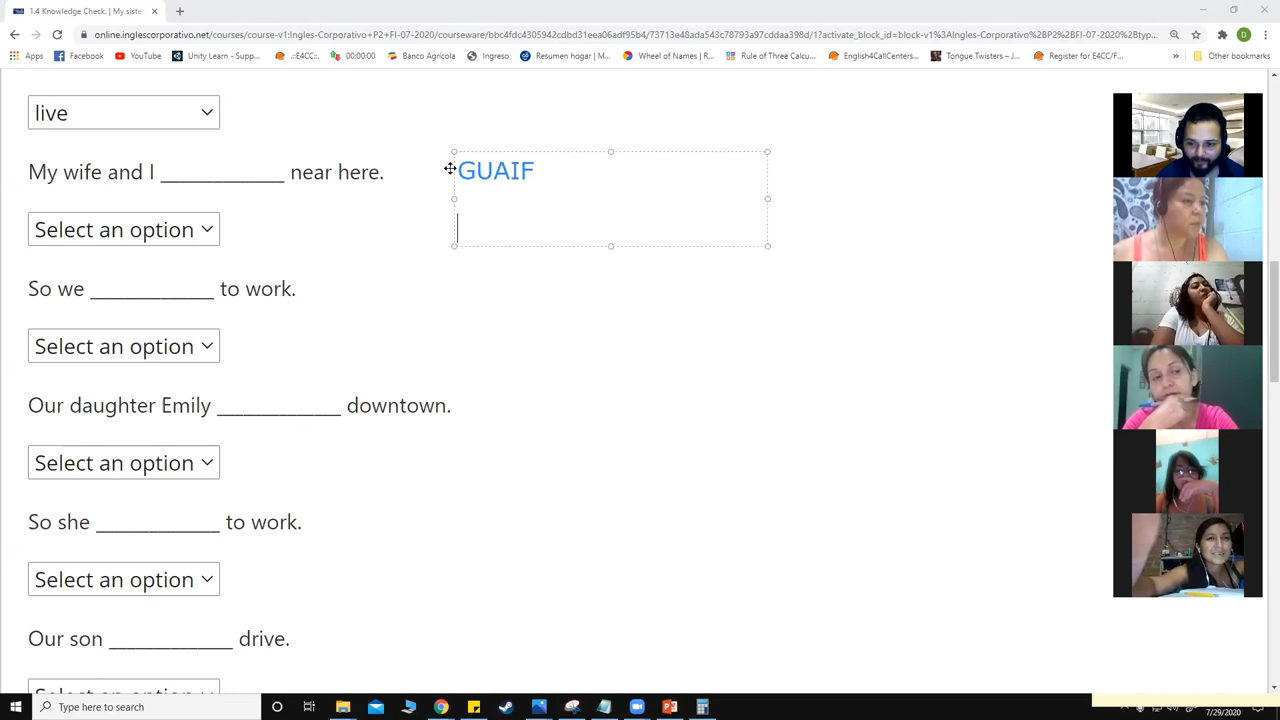 1.4 Knowledge Check. | My siste
online.inglescorporativo.net/courses/course-v1:Ingles-Corporativo+P2+FI-07-2020/courseware/bbc4fdc4305942cdbd31eea06adf95b4/73713e48ada543c78793a97cddaa398d/1?activate_block_id=block-v1%3AIngles-Corporativo%2BP2%2BFI-07-2020%2Btyp...
D
Apps Facebook YouTube Unity Learn - Supp... .::E4CC::. 00:00:00 Banco Agrícola Ingreso Resumen hogar | M... Wheel of Names | R... Rule of Three Calcu... English4CallCenters... Tongue Twisters – J... Register for E4CC/F... » Other bookmarks
live
My wife and I ____________ near here.
GUAIF
Select an option
So we ____________ to work.
Select an option
Our daughter Emily ____________ downtown.
Select an option
So she ____________ to work.
Select an option
Our son ____________ drive.
Type here to search
7/29/2020